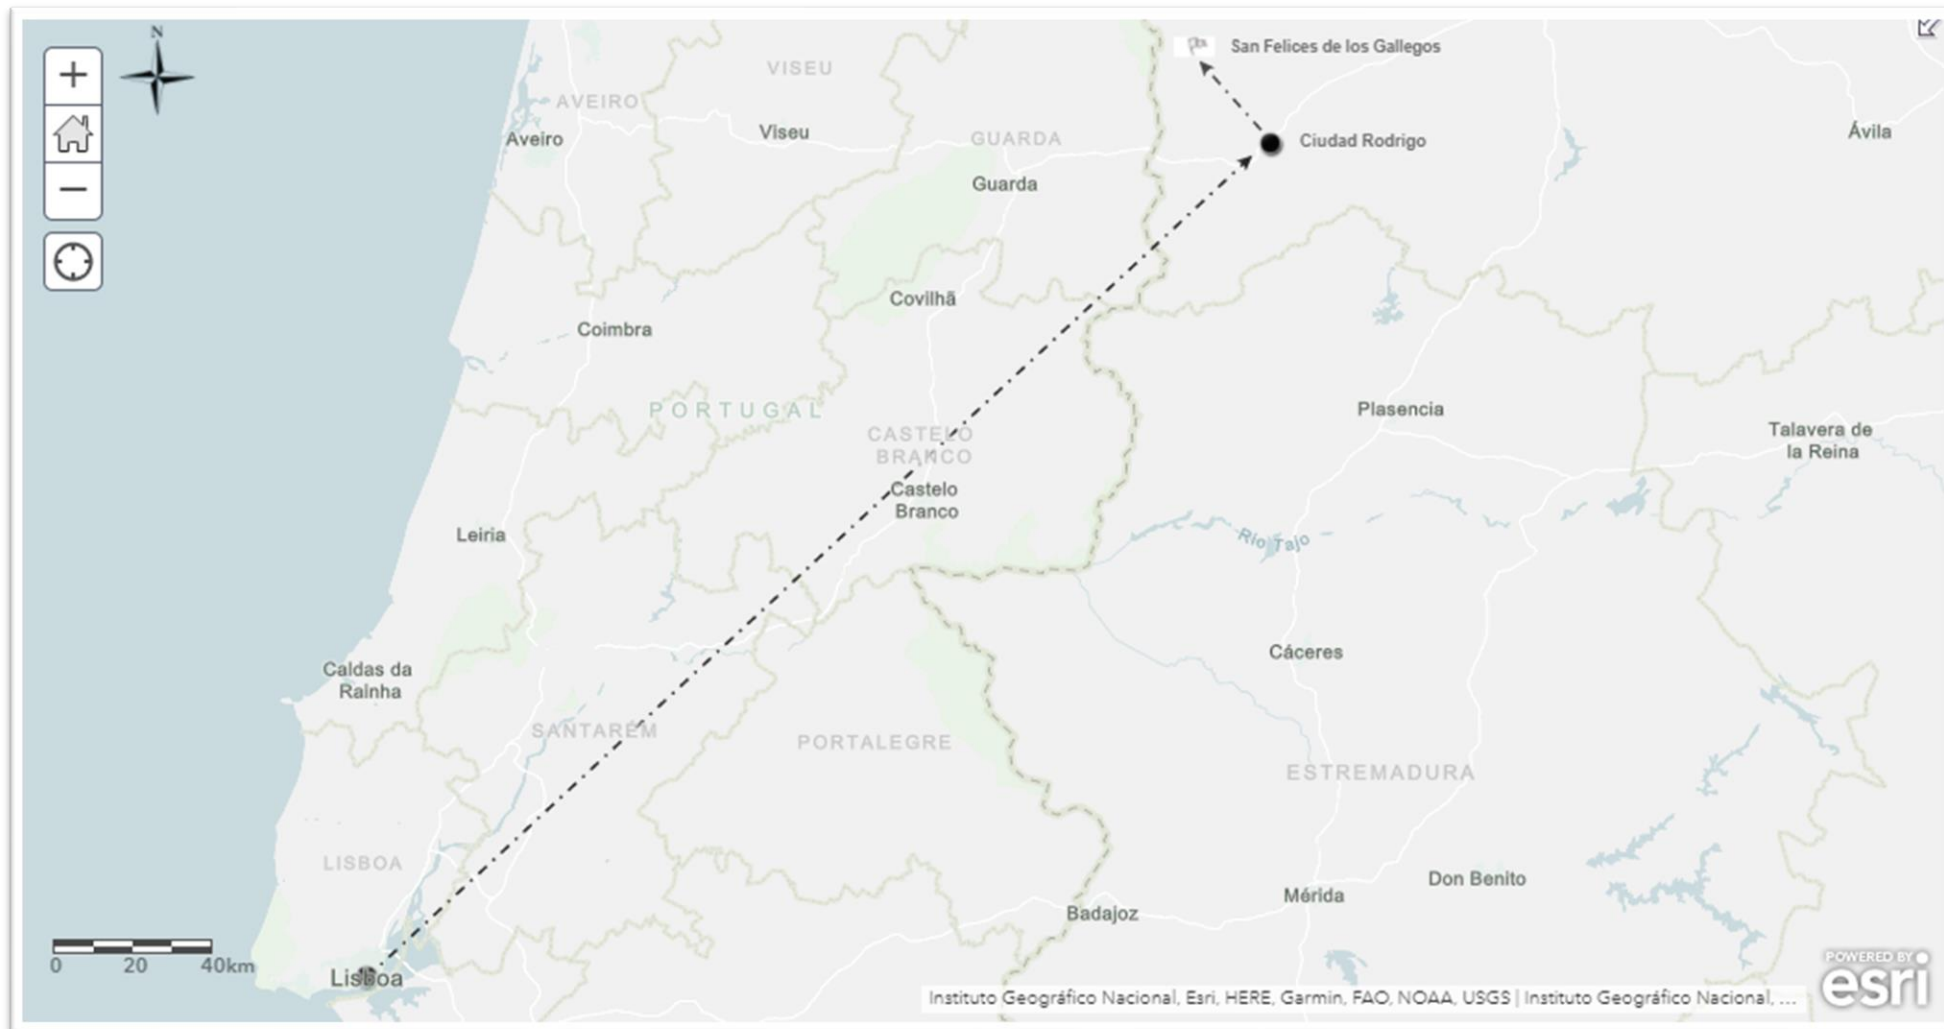 N
San Felices de los Gallegos
VISEU
AVEIRO
Aveiro
Viseu
GUARDA
Ciudad Rodrigo
Ávila
Guarda
Covilhã
Coimbra
PORTUGAL
Plasencia
CASTELO
BRANCO
Talavera de
la Reina
Castelo
Branco
Leiria
Río Tajo
Cáceres
Caldas da
Rainha
SANTARÉM
PORTALEGRE
ESTREMADURA
LISBOA
Don Benito
Mérida
Badajoz
0 20 40km
Lisboa
POWERED BY
esri
Instituto Geográfico Nacional, Esri, HERE, Garmin, FAO, NOAA, USGS | Instituto Geográfico Nacional, ...